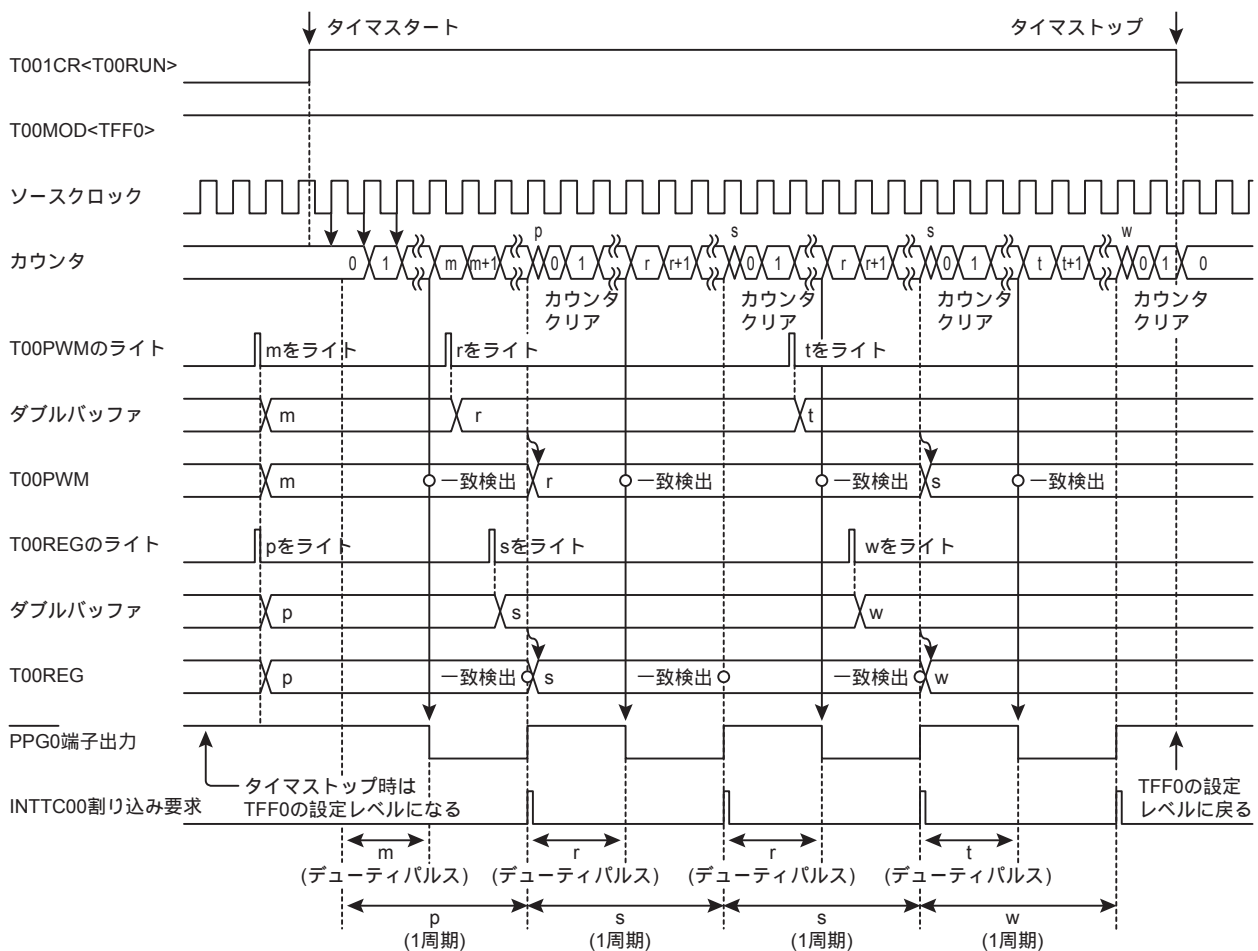 タイマスタート
タイマストップ
T001CR<T00RUN>
T00MOD<TFF0>
ソースクロック
p s s w
カウンタ 0 1 m m+1 0 1 r r+1 0 1 r r+1 0 1 t t+1 0 1 0
カウンタ カウンタ カウンタ カウンタ
クリア クリア クリア クリア
T00PWMのライト mをライト rをライト tをライト
ダブルバッファ m r t
T00PWM m 一致検出 r 一致検出 一致検出 s 一致検出
T00REGのライト pをライト sをライト wをライト
ダブルバッファ p s w
T00REG p 一致検出 s 一致検出 一致検出 w
PPG0端子出力
タイマストップ時は
TFF0の設定レベルになる
TFF0の設定
レベルに戻る
INTTC00割り込み要求
m r r t
(デューティパルス) (デューティパルス) (デューティパルス) (デューティパルス)
p s s w
(1周期) (1周期) (1周期) (1周期)